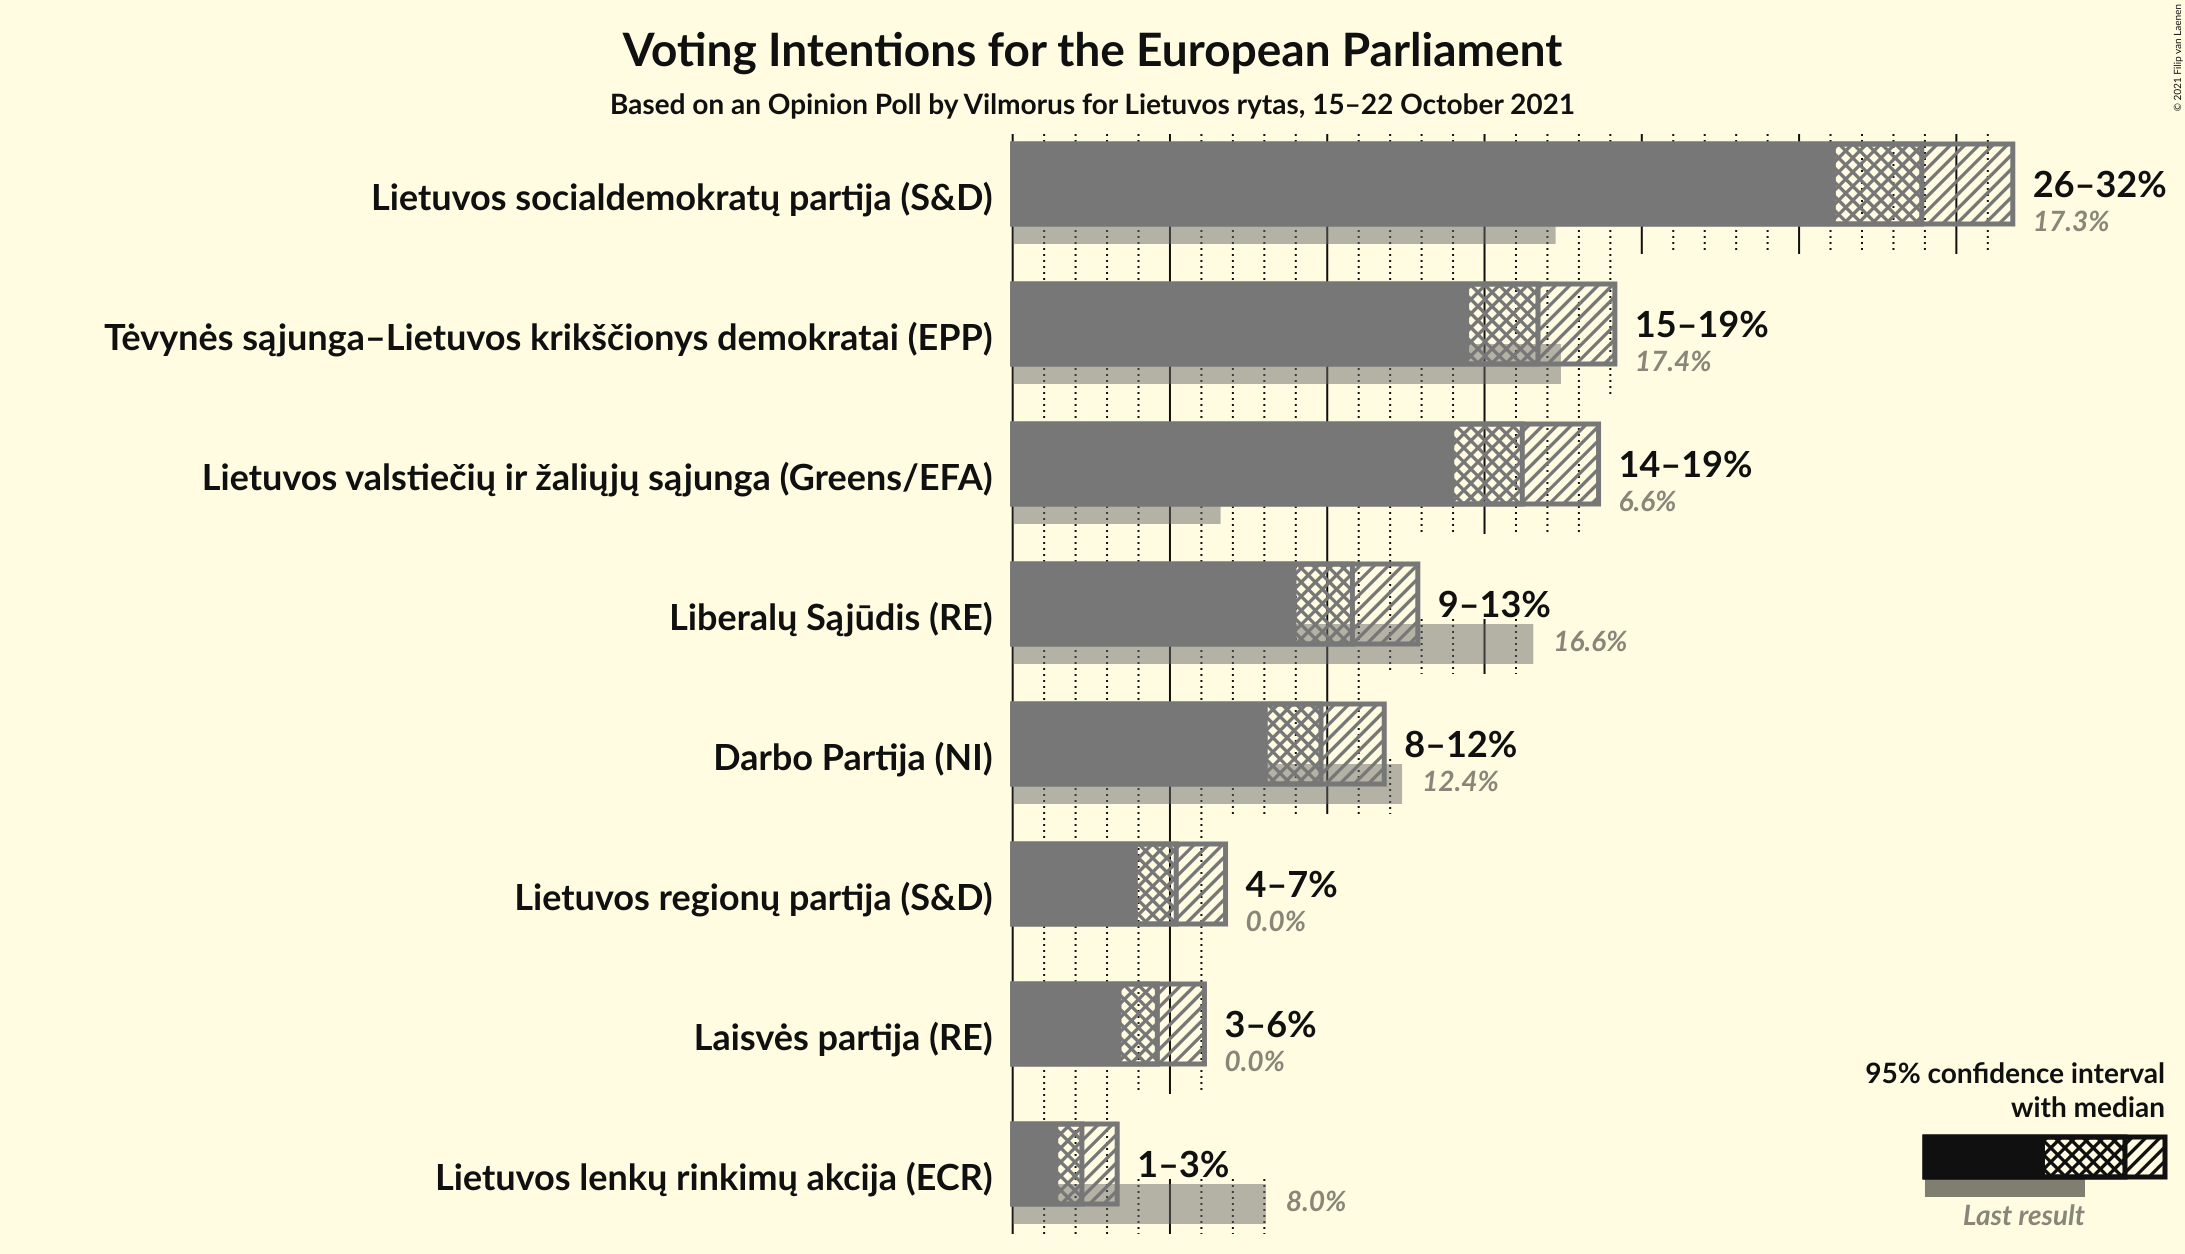 Voting Intentions for the European Parliament
Based on an Opinion Poll by Vilmorus for Lietuvos rytas, 15–22 October 2021
© 2021 Filip van Laenen
Lietuvos socialdemokratų partija (S&D)
26–32%
17.3%
Tėvynės sąjunga–Lietuvos krikščionys demokratai (EPP)
15–19%
17.4%
Lietuvos valstiečių ir žaliųjų sąjunga (Greens/EFA)
14–19%
6.6%
Liberalų Sąjūdis (RE)
9–13%
16.6%
Darbo Partija (NI)
8–12%
12.4%
Lietuvos regionų partija (S&D)
4–7%
0.0%
Laisvės partija (RE)
3–6%
0.0%
Lietuvos lenkų rinkimų akcija (ECR)
1–3%
8.0%
95% confidence interval
with median
Last result